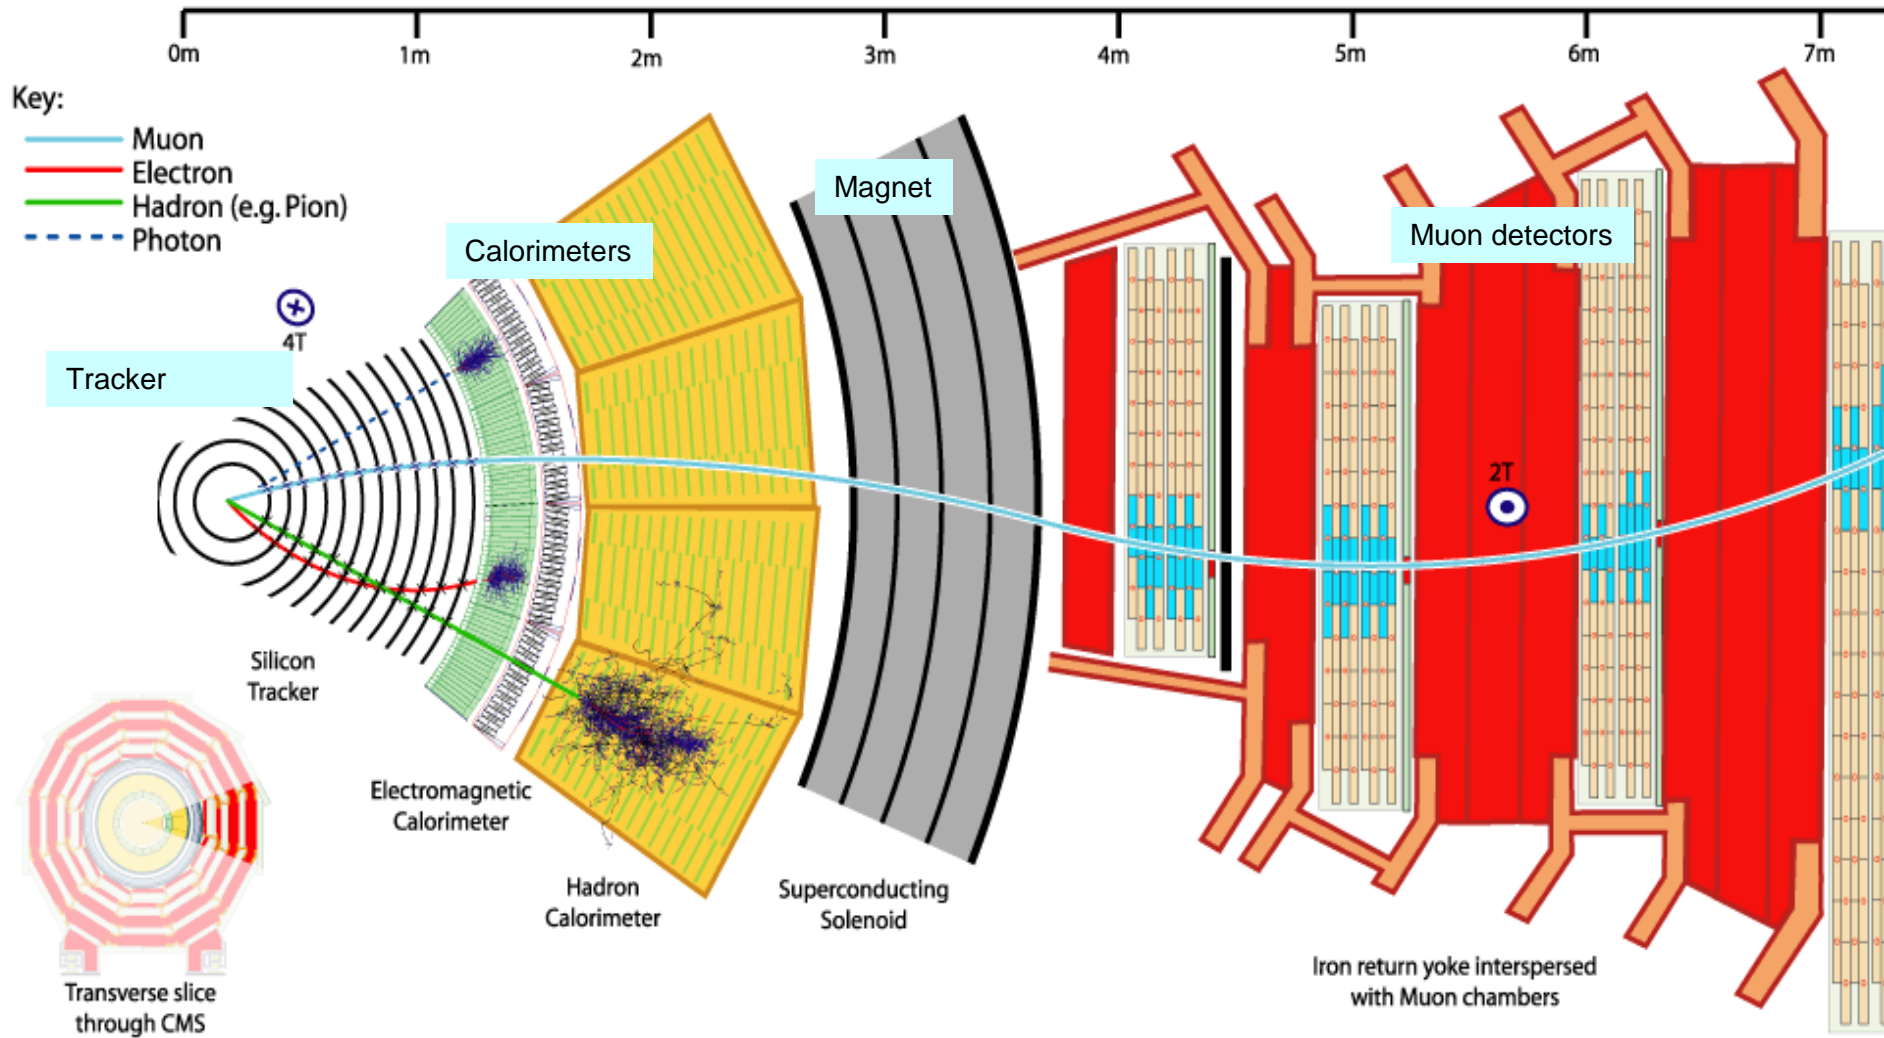 0m 1m 2m 3m 4m 5m 6m 7m
Key:
Muon
Electron
Hadron (e.g. Pion)
Photon
Magnet
Calorimeters
Muon detectors
4T
Tracker
2T
Silicon
Tracker
Electromagnetic
Calorimeter
Hadron
Calorimeter
Superconducting
Solenoid
Iron return yoke interspersed
with Muon chambers
Transverse slice
through CMS